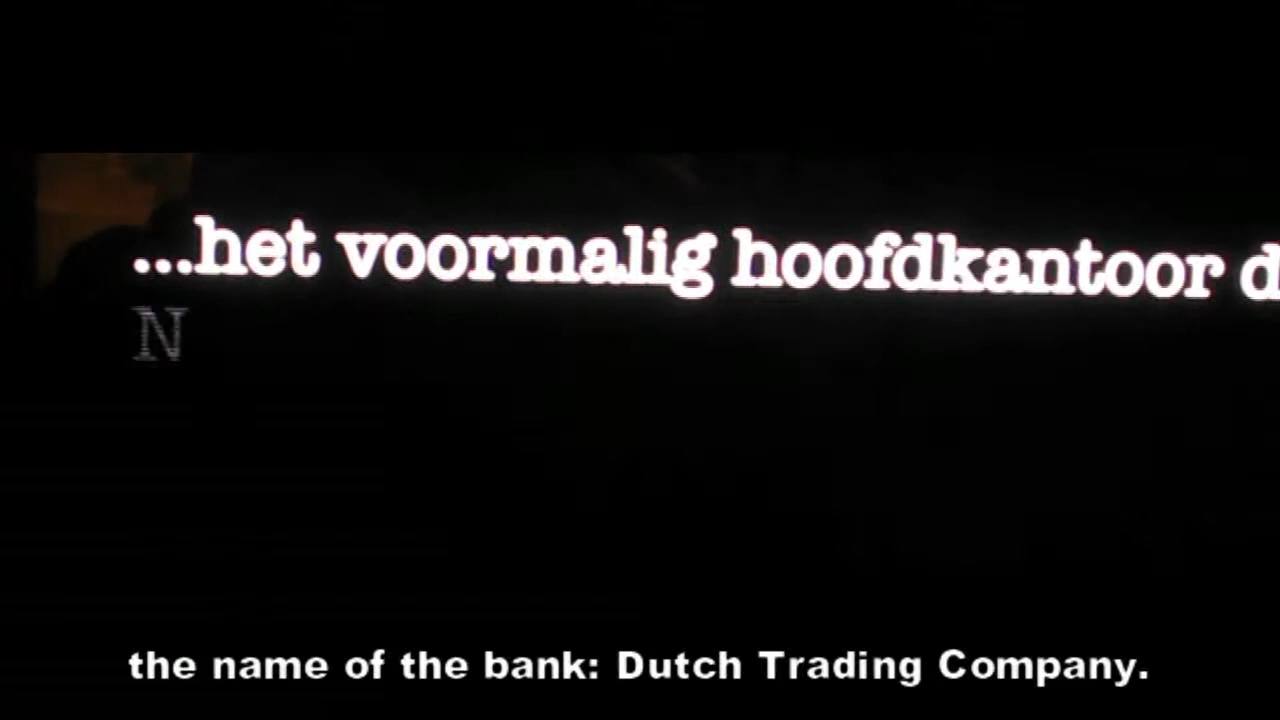 ...het voormalig hoofdkantoor d
N
the name of the bank: Dutch Trading Company.